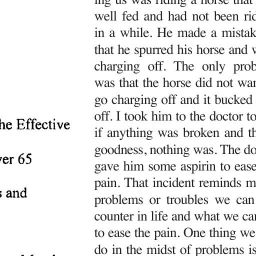 he Effective
er 65
s and
ing us was riding a horse that
well fed and had not been rid
in a while. He made a mistak
that he spurred his horse and w
charging off. The only prob
was that the horse did not wan
go charging off and it bucked
off. I took him to the doctor to
if anything was broken and th
goodness, nothing was. The do
gave him some aspirin to ease
pain. That incident reminds m
problems or troubles we can
counter in life and what we can
to ease the pain. One thing we
do in the midst of problems is